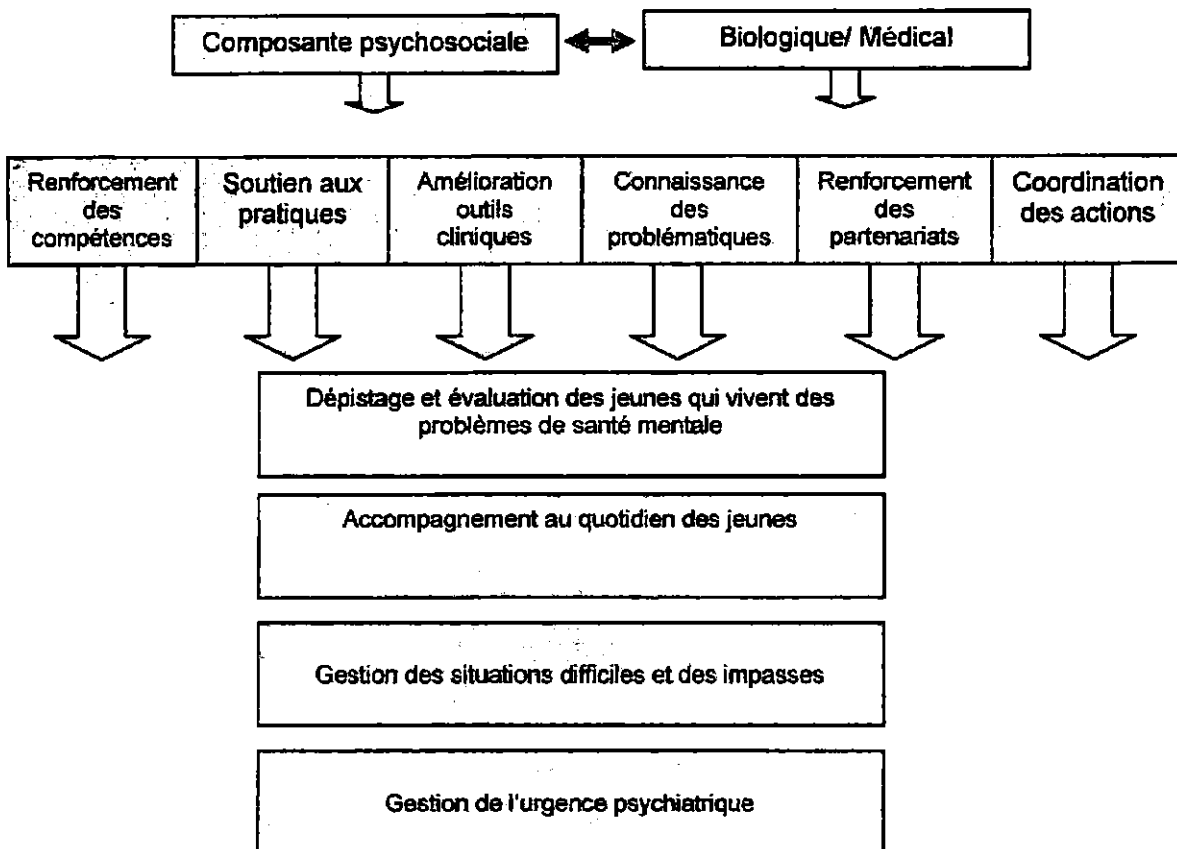 Composante psychosociale
Biologique/ Médical
Renforcement
des
compétences
Soutien aux
pratiques
Amélioration
outils
cliniques
Connaissance
des
problématiques
Renforcement
des
partenariats
Coordination
des actions
Dépistage et évaluation des jeunes qui vivent des
problèmes de santé mentale
Accompagnement au quotidien des jeunes
Gestion des situations difficiles et des impasses
Gestion de l'urgence psychiatrique